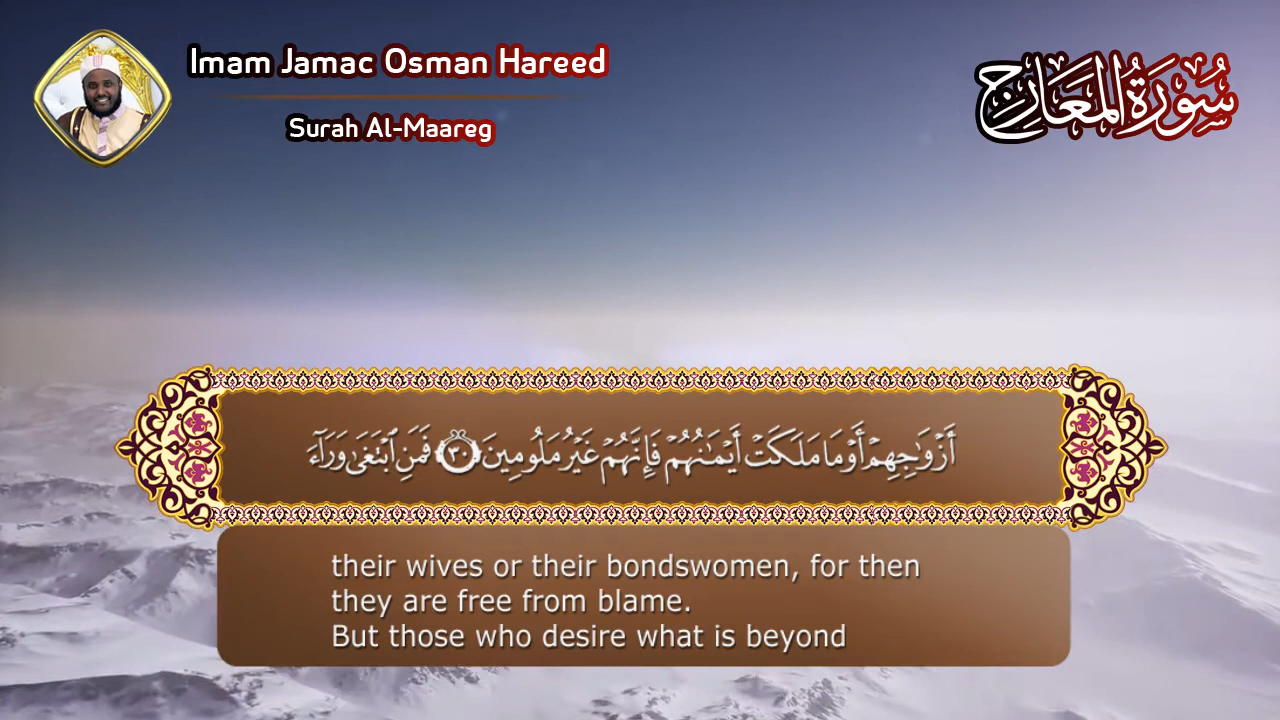 Imam Jamac Osman Hareed
Surah Al-Maareg
سُورَةُ المَعَارِجِ
أَزْوَٰجِهِمْ أَوْ مَا مَلَكَتْ أَيْمَٰنُهُمْ فَإِنَّهُمْ غَيْرُ مَلُومِينَ ٣٠ فَمَنِ ٱبْتَغَىٰ وَرَآءَ
their wives or their bondswomen, for then
they are free from blame.
But those who desire what is beyond